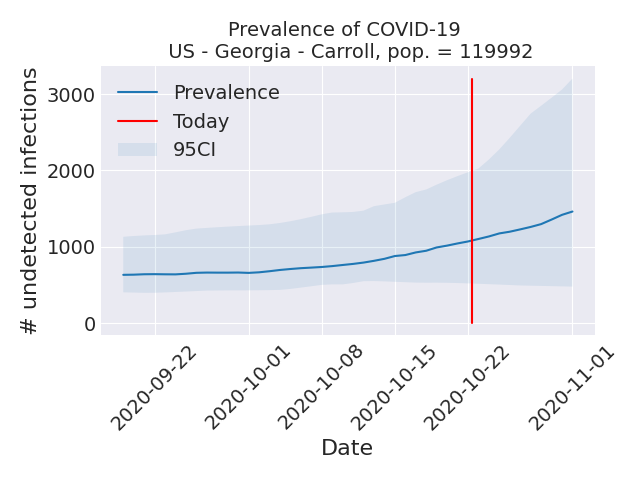 Prevalence of COVID-19
US - Georgia - Carroll, pop. = 119992
Prevalence
Today
95CI
# undetected infections
3000
2000
1000
0
2020-09-22
2020-10-01
2020-10-08
2020-10-15
2020-10-22
2020-11-01
Date